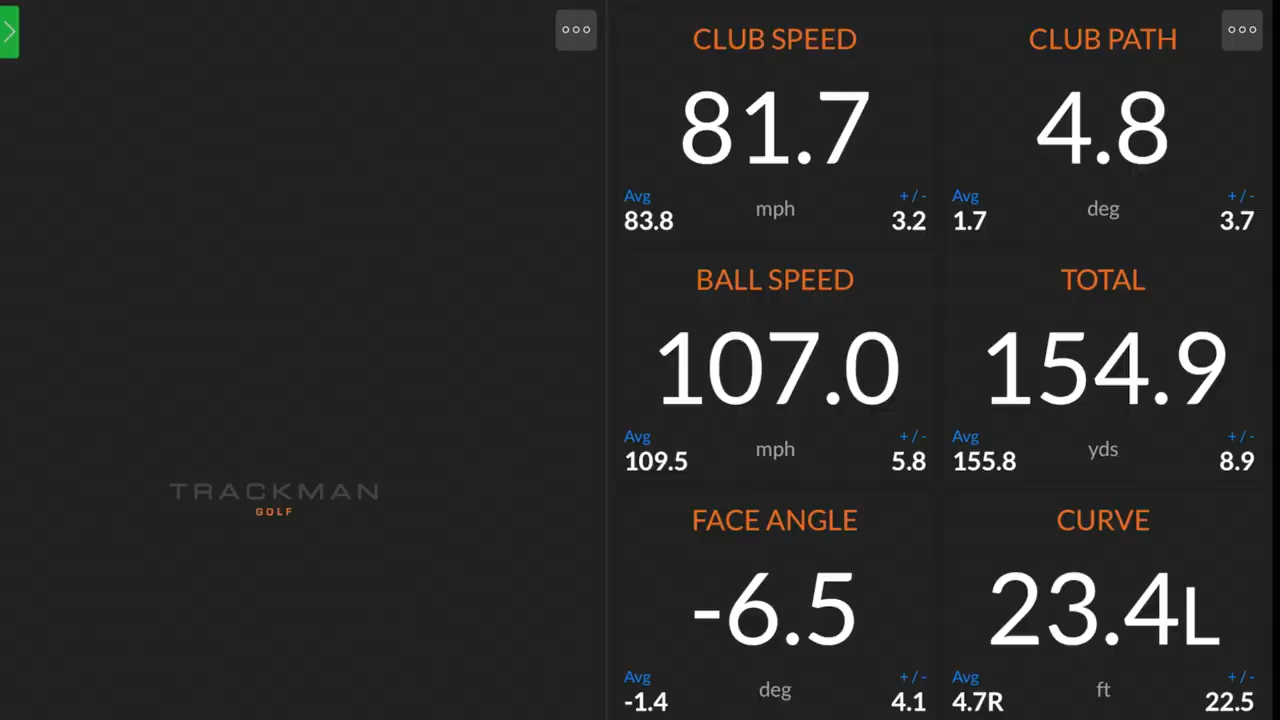 CLUB SPEED
81.7
Avg mph +/-
83.8 3.2
CLUB PATH
4.8
Avg deg +/-
1.7 3.7
BALL SPEED
107.0
Avg mph +/-
109.5 5.8
TOTAL
154.9
Avg yds +/-
155.8 8.9
FACE ANGLE
-6.5
Avg deg +/-
-1.4 4.1
CURVE
23.4L
Avg ft +/-
4.7R 22.5
TRACKMAN
GOLF